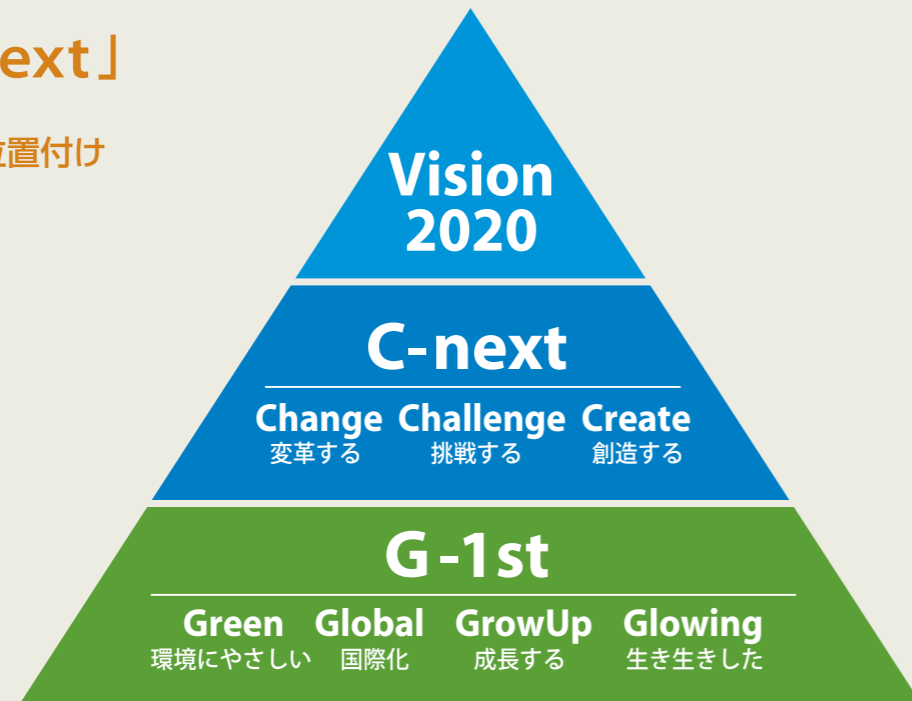 ext」
位置付け
Vision
2020
C-next
Change Challenge Create
変革する 挑戦する 創造する
G-1st
Green Global GrowUp Glowing
環境にやさしい 国際化 成長する 生き生きした